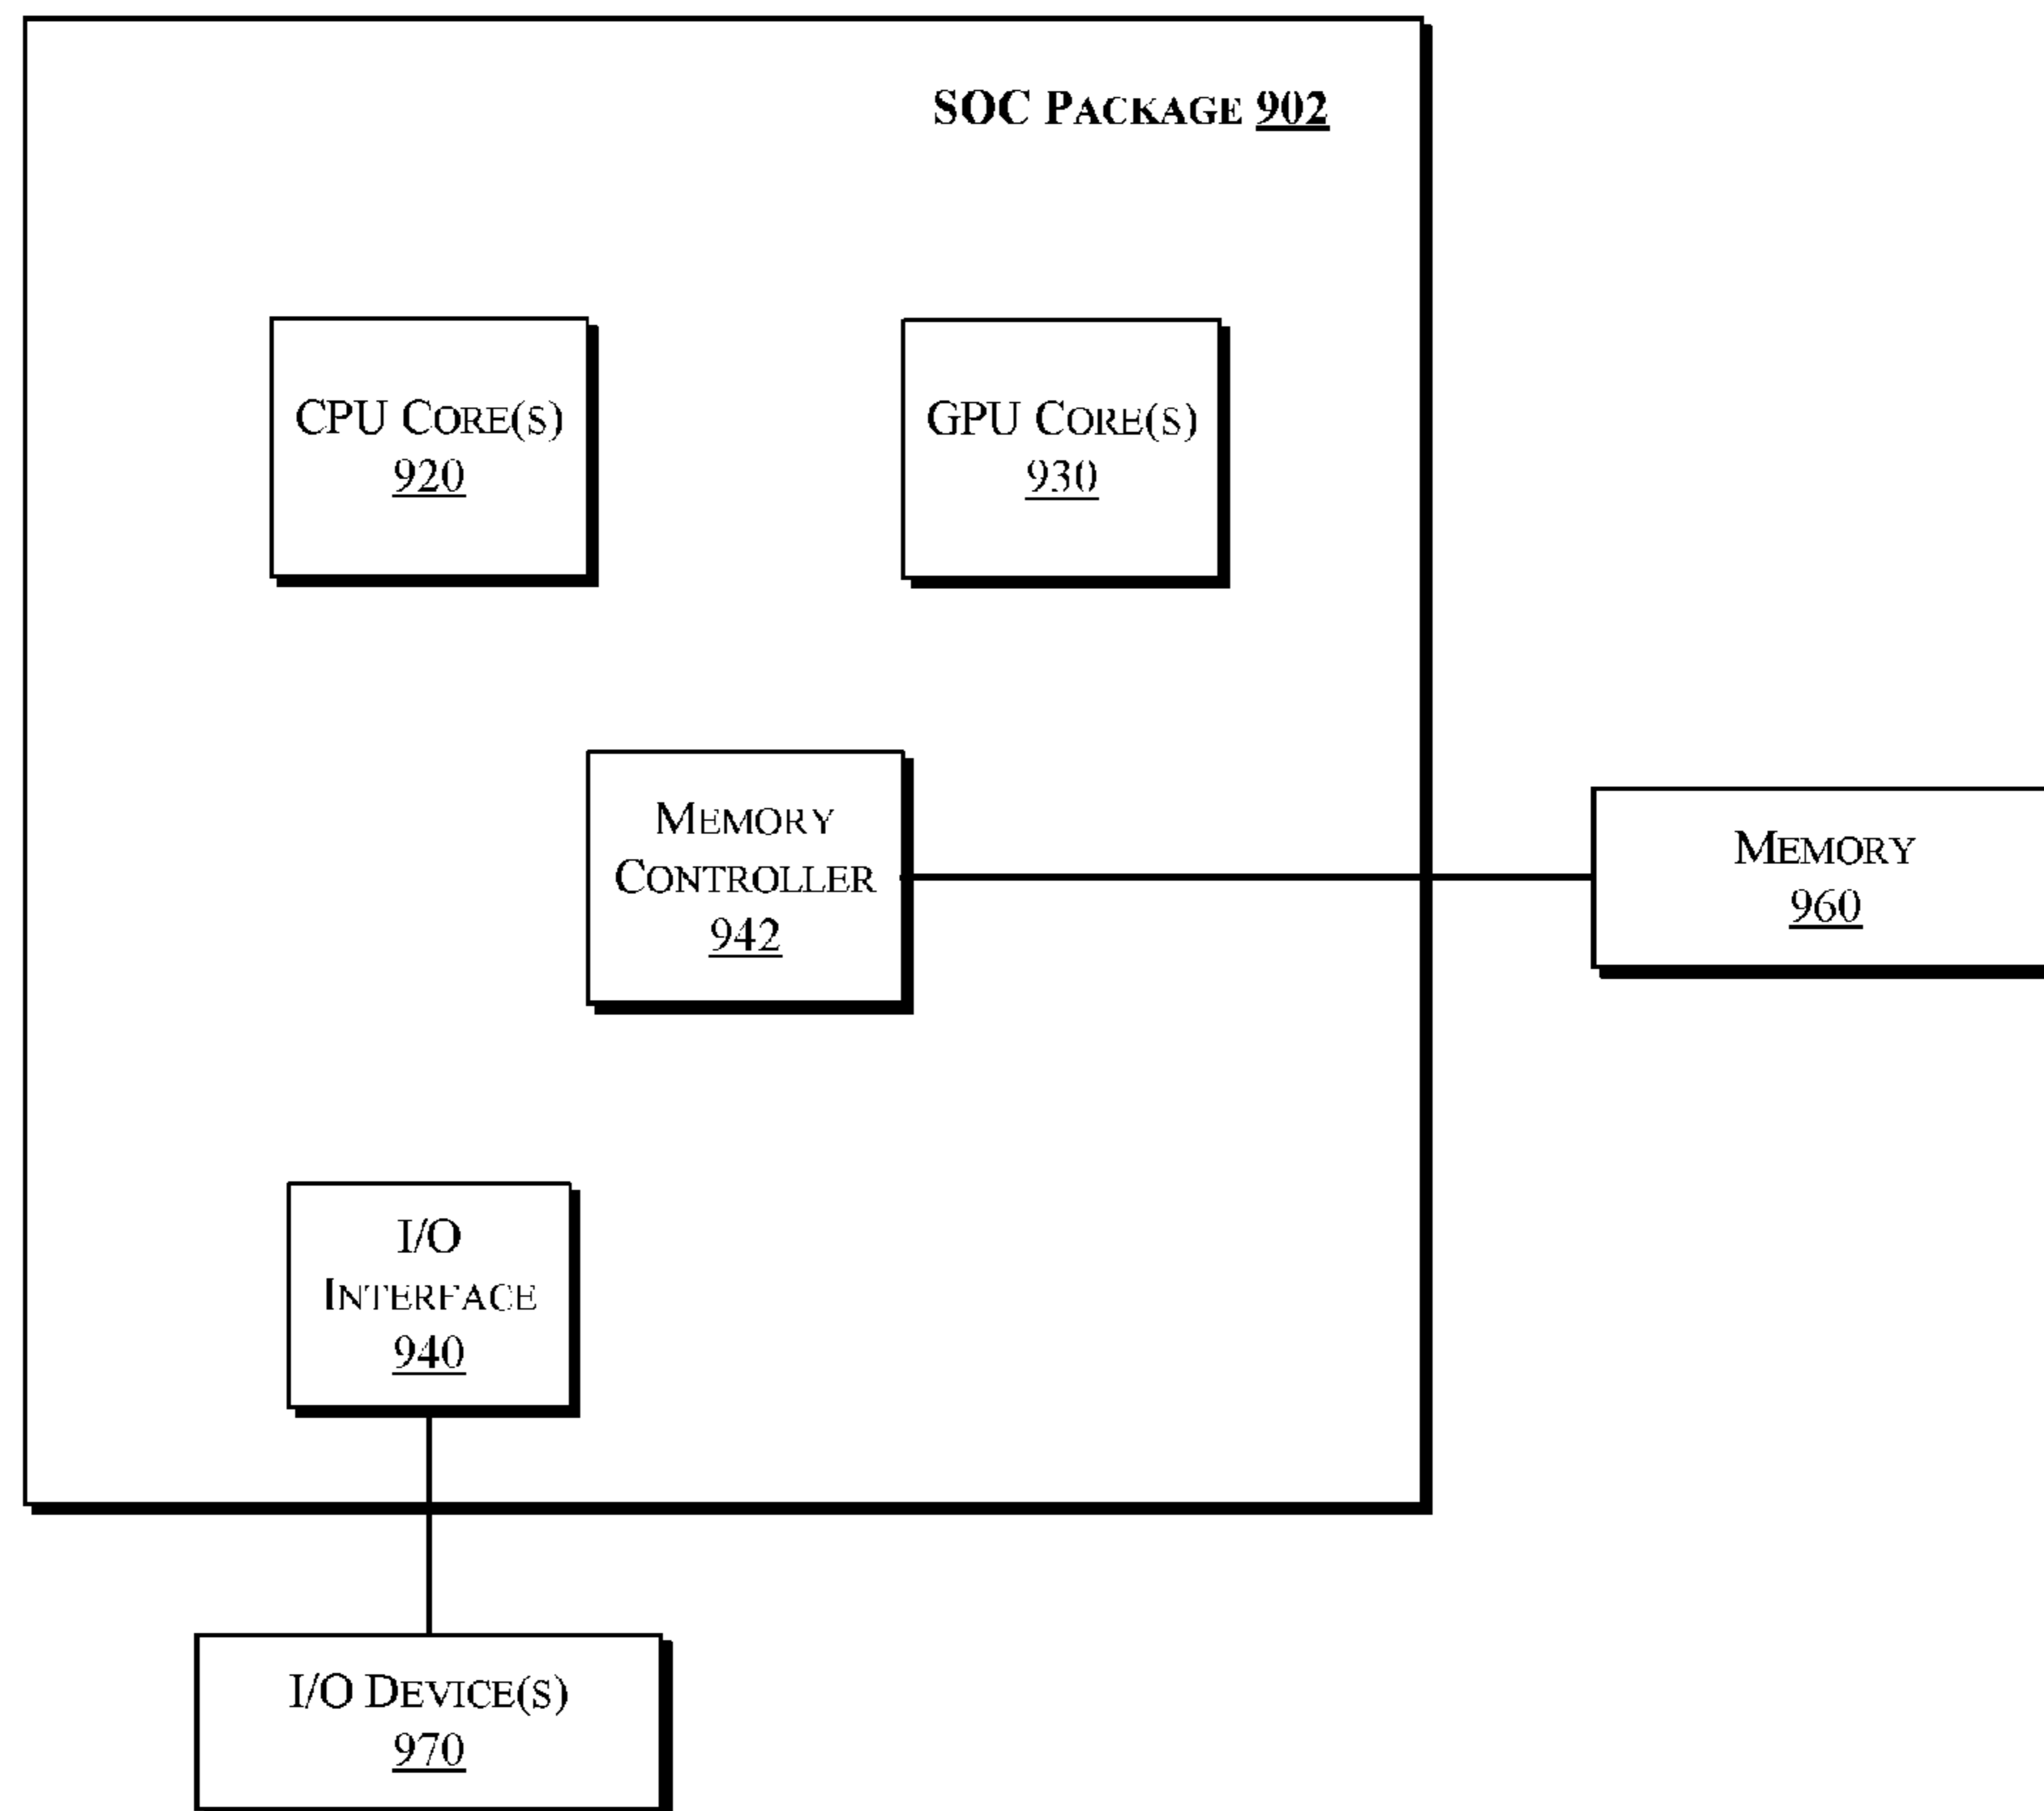 SOC PACKAGE 902
CPU CORE(S)
920
GPU CORE(S)
930
MEMORY
CONTROLLER
942
MEMORY
960
I/O
INTERFACE
940
I/O DEVICE(S)
970